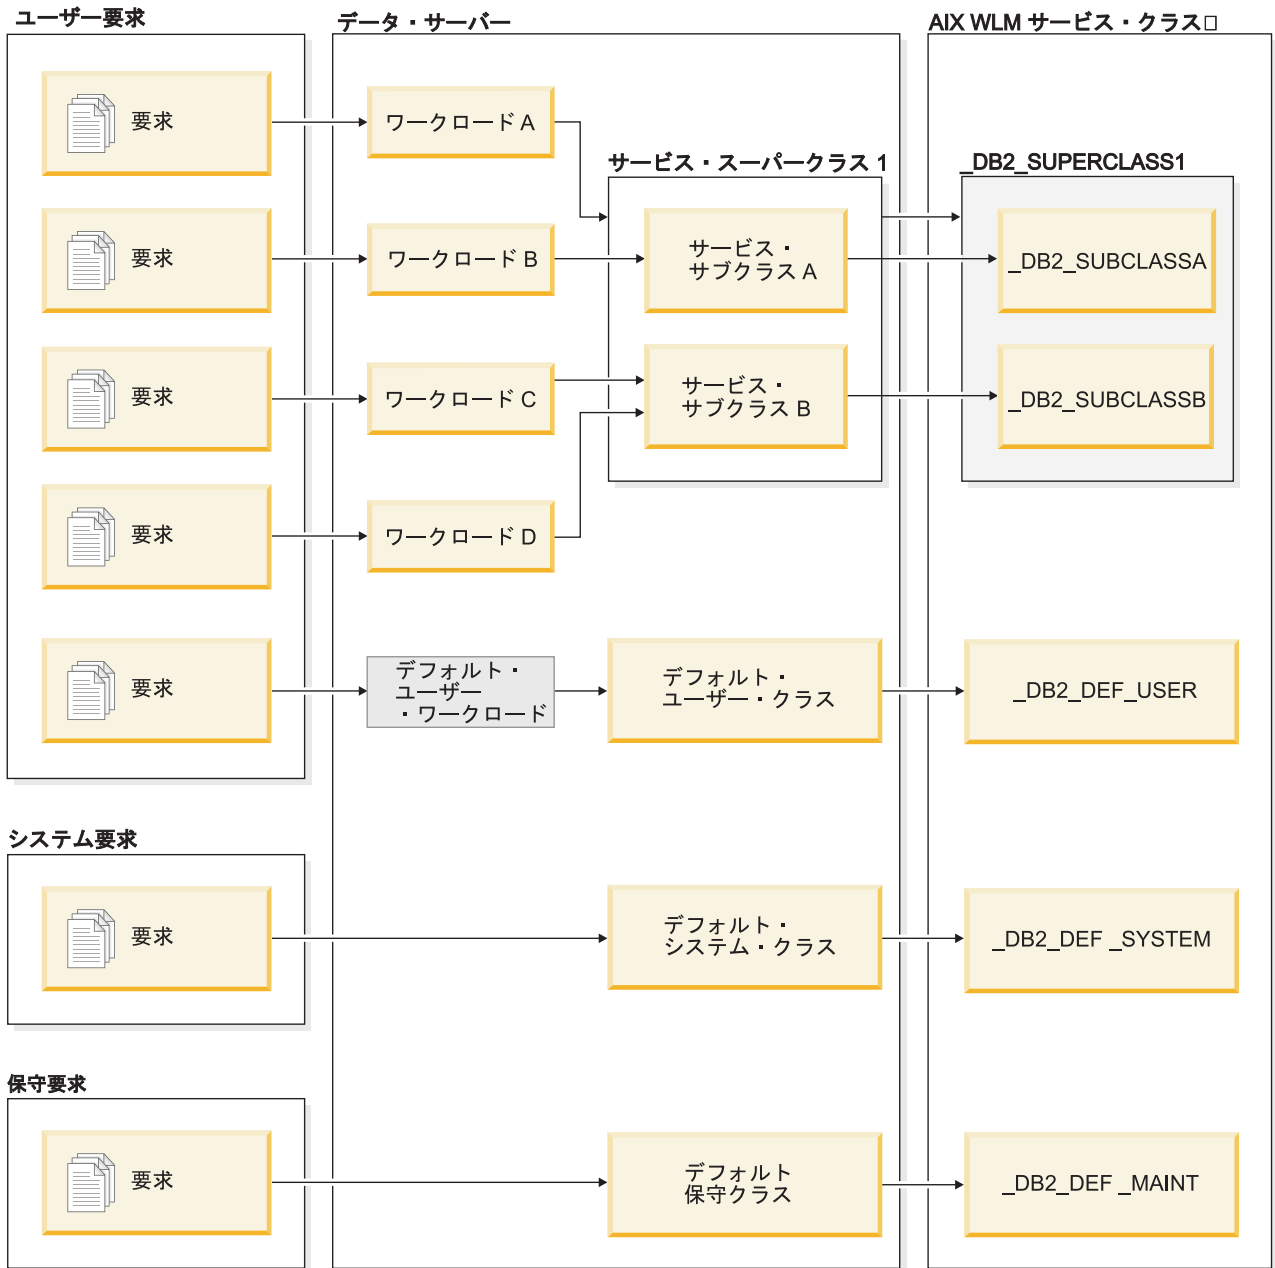 ユーザー要求
データ・サーバー
AIX WLM サービス・クラス□
要求
ワークロード A
サービス・スーパークラス 1
_DB2_SUPERCLASS1
要求
ワークロード B
サービス・
サブクラス A
_DB2_SUBCLASSA
要求
ワークロード C
サービス・
サブクラス B
_DB2_SUBCLASSB
要求
ワークロード D
要求
デフォルト・
ユーザー
・ワークロード
デフォルト・
ユーザー・クラス
_DB2_DEF_USER
システム要求
要求
デフォルト・
システム・クラス
_DB2_DEF _SYSTEM
保守要求
要求
デフォルト
保守クラス
_DB2_DEF _MAINT